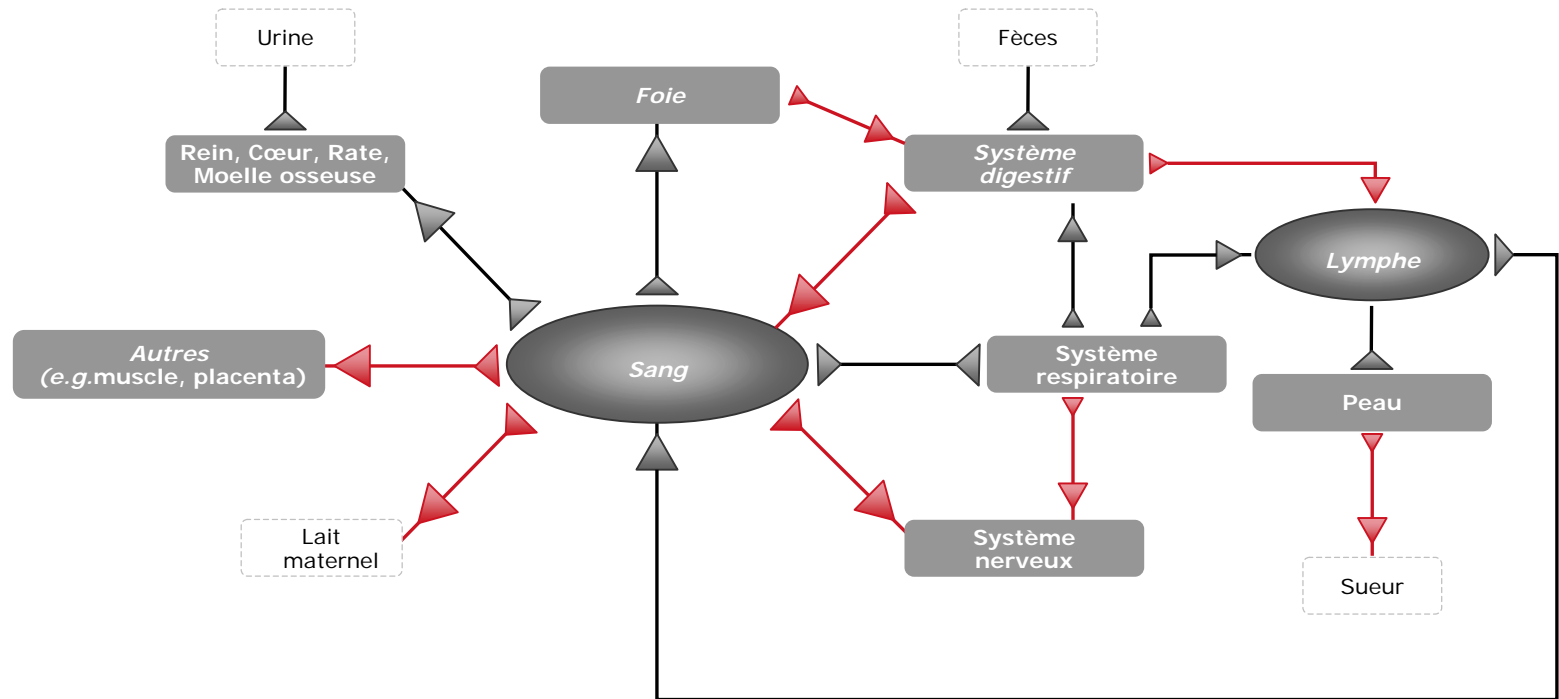 Urine
Fèces
Foie
Rein, Cœur, Rate,
Moelle osseuse
Système
digestif
Lymphe
Autres
(e.g.muscle, placenta)
Sang
Système
respiratoire
Peau
Lait
maternel
Système
nerveux
Sueur